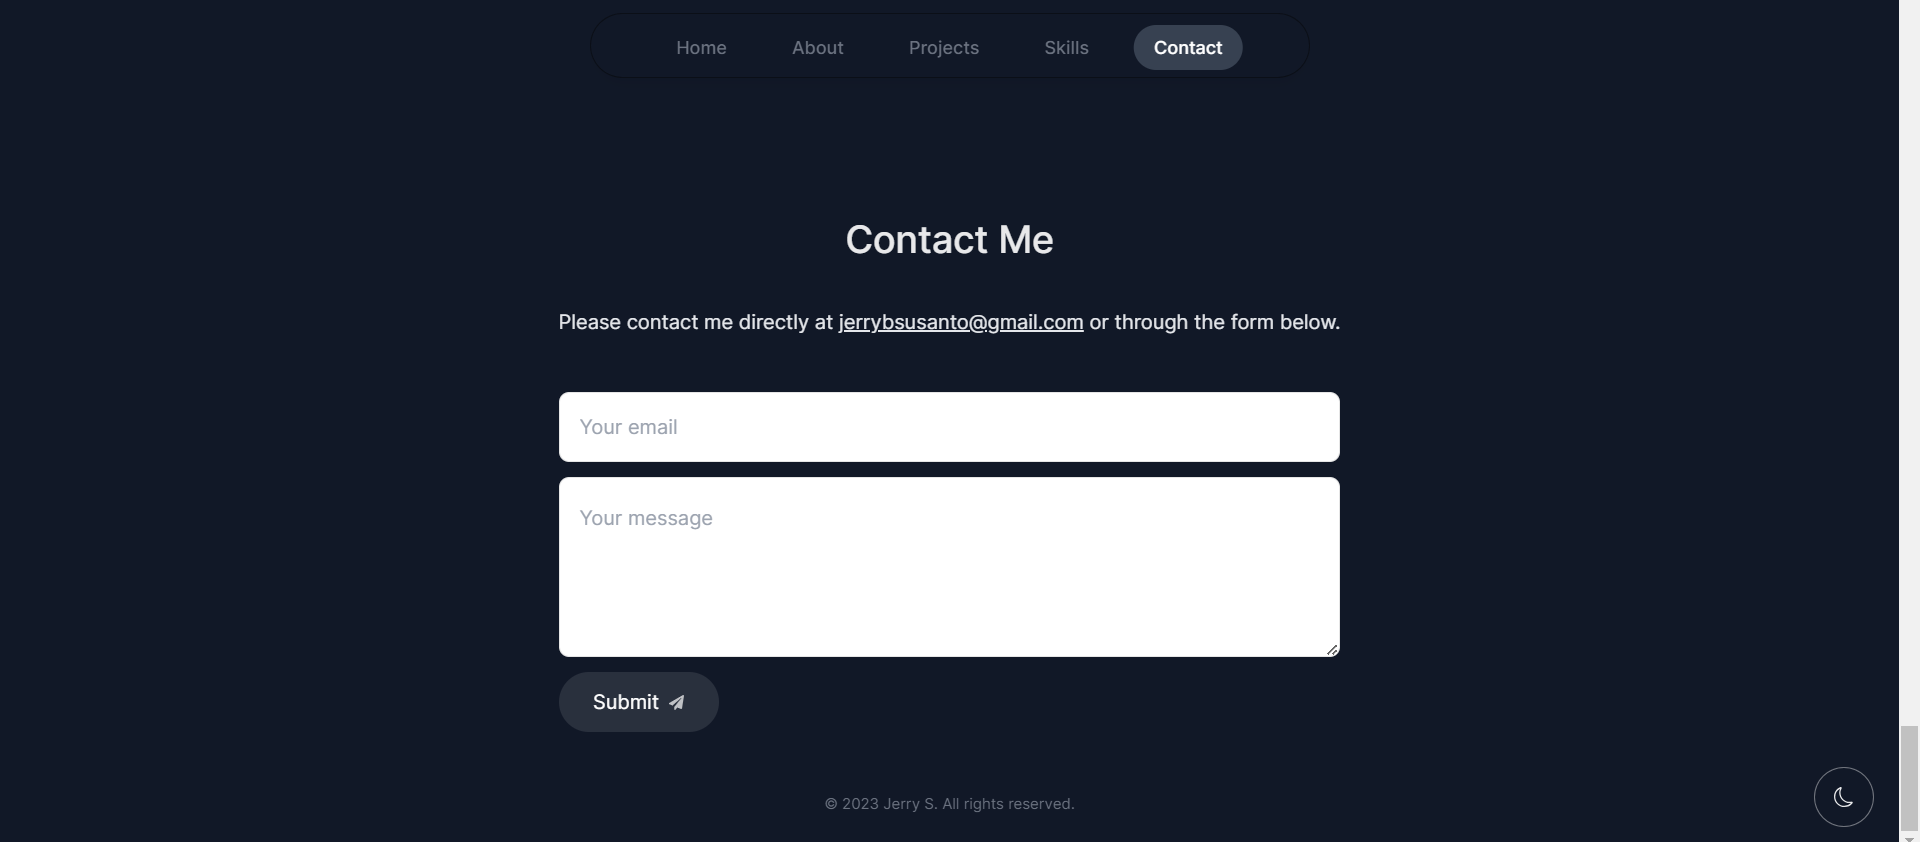 Home About Projects Skills Contact
Contact Me
Please contact me directly at jerrybsusanto@gmail.com or through the form below.
Your email
Your message
Submit
© 2023 Jerry S. All rights reserved.